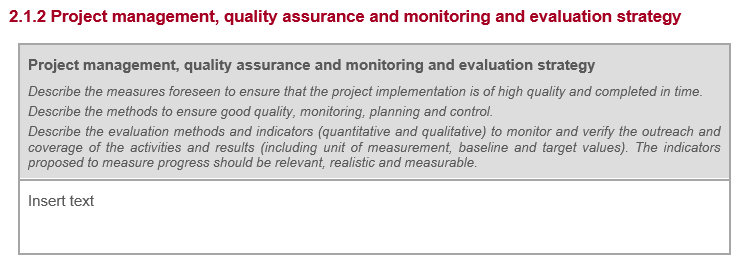 2.1.2 Project management, quality assurance and monitoring and evaluation strategy
Project management, quality assurance and monitoring and evaluation strategy
Describe the measures foreseen to ensure that the project implementation is of high quality and completed in time.
Describe the methods to ensure good quality, monitoring, planning and control.
Describe the evaluation methods and indicators (quantitative and qualitative) to monitor and verify the outreach and
coverage of the activities and results (including unit of measurement, baseline and target values). The indicators
proposed to measure progress should be relevant, realistic and measurable.
Insert text